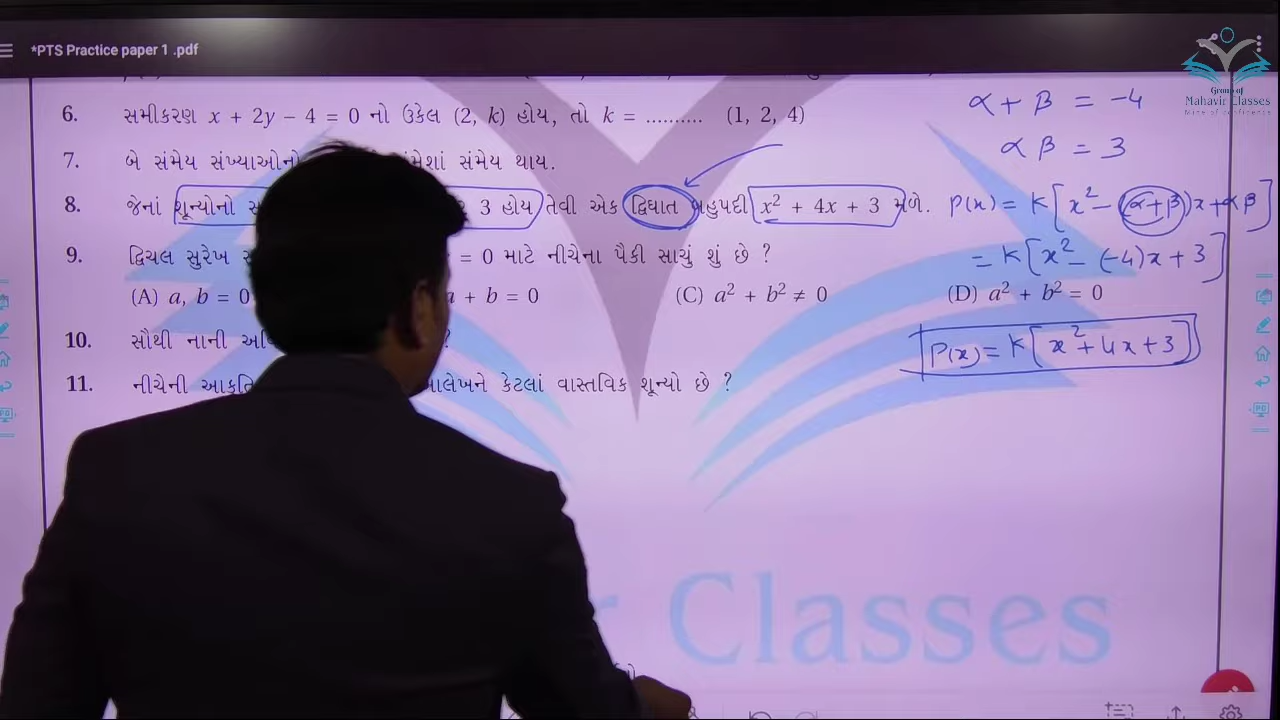 *PTS Practice paper 1 .pdf
Group of
Mahavir Classes
6. સમીકરણ x + 2y − 4 = 0 નો ઉકેલ (2, k) હોય, તો k = .......... (1, 2, 4)
α + β = -4
αβ = 3
7. બે સંમેય સંખ્યાઓનો સંમેય થાય.
8. જેનાં શૂન્યોનો 3 હોય તેવી એક દ્વિઘાત બહુપદી x² + 4x + 3 મળે.
P(x) = K[x² - (α+β)x + αβ]
= K[x² - (-4)x + 3]
9. દ્વિચલ સુરેખ = 0 માટે નીચેના પૈકી સાચું શું છે ?
(A) a, b = 0 + b = 0 (C) a² + b² ≠ 0 (D) a² + b² = 0
10. સૌથી નાની ?
P(x) = K[x² + 4x + 3]
11. નીચેની આલેખને કેટલાં વાસ્તવિક શૂન્યો છે ?
Classes